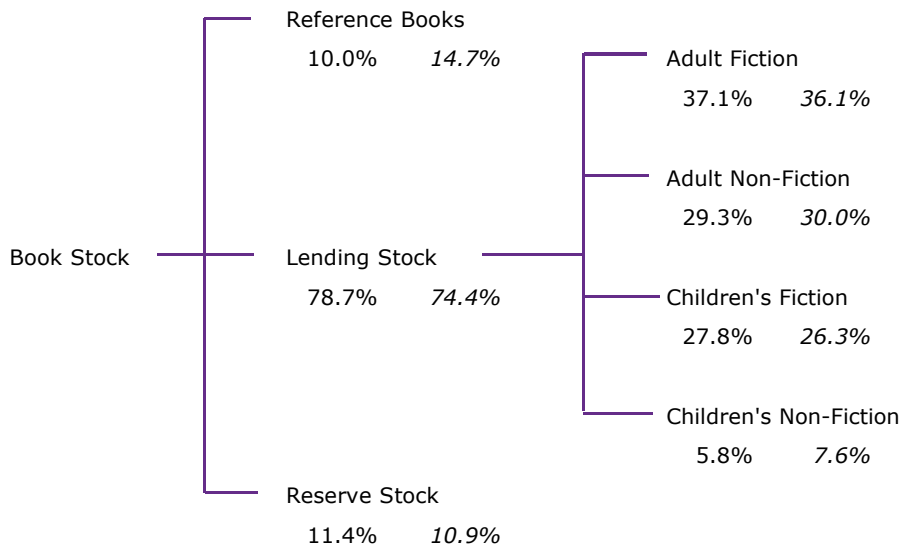 Reference Books
10.0% 14.7%
Adult Fiction
37.1% 36.1%
Adult Non-Fiction
29.3% 30.0%
Book Stock
Lending Stock
78.7% 74.4%
Children's Fiction
27.8% 26.3%
Children's Non-Fiction
5.8% 7.6%
Reserve Stock
11.4% 10.9%